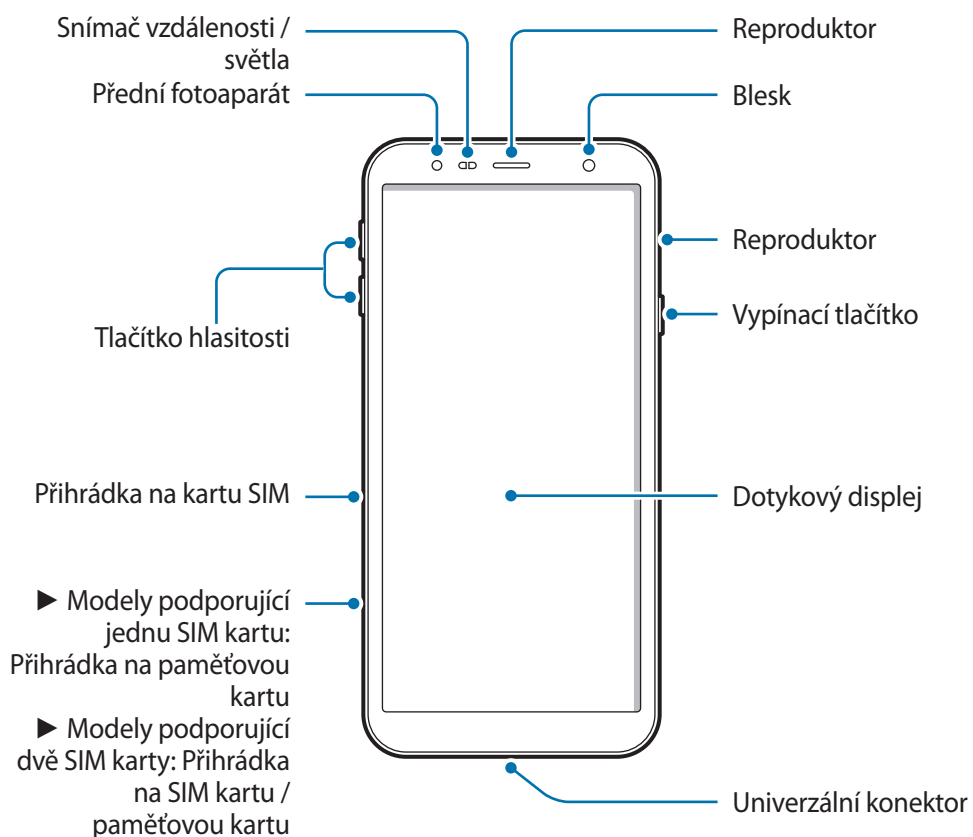 Snímač vzdálenosti /
světla
Přední fotoaparát
Tlačítko hlasitosti
Přihrádka na kartu SIM
► Modely podporující
jednu SIM kartu:
Přihrádka na paměťovou
kartu
► Modely podporující
dvě SIM karty: Přihrádka
na SIM kartu /
paměťovou kartu
Reproduktor
Blesk
Reproduktor
Vypínací tlačítko
Dotykový displej
Univerzální konektor